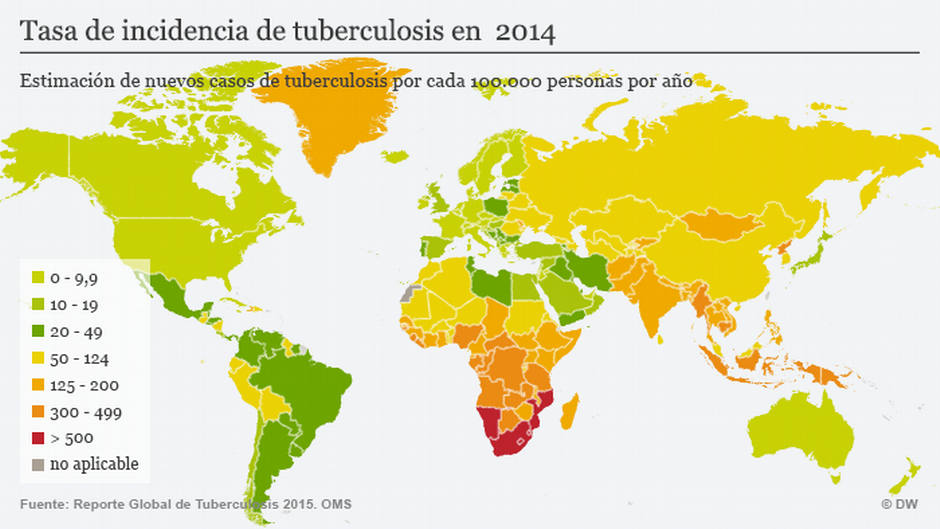 Tasa de incidencia de tuberculosis en 2014
Estimación de nuevos casos de tuberculosis por cada 100.000 personas por año
0 - 9,9
10 - 19
20 - 49
50 - 124
125 - 200
300 - 499
> 500
no aplicable
Fuente: Reporte Global de Tuberculosis 2015. OMS
© DW